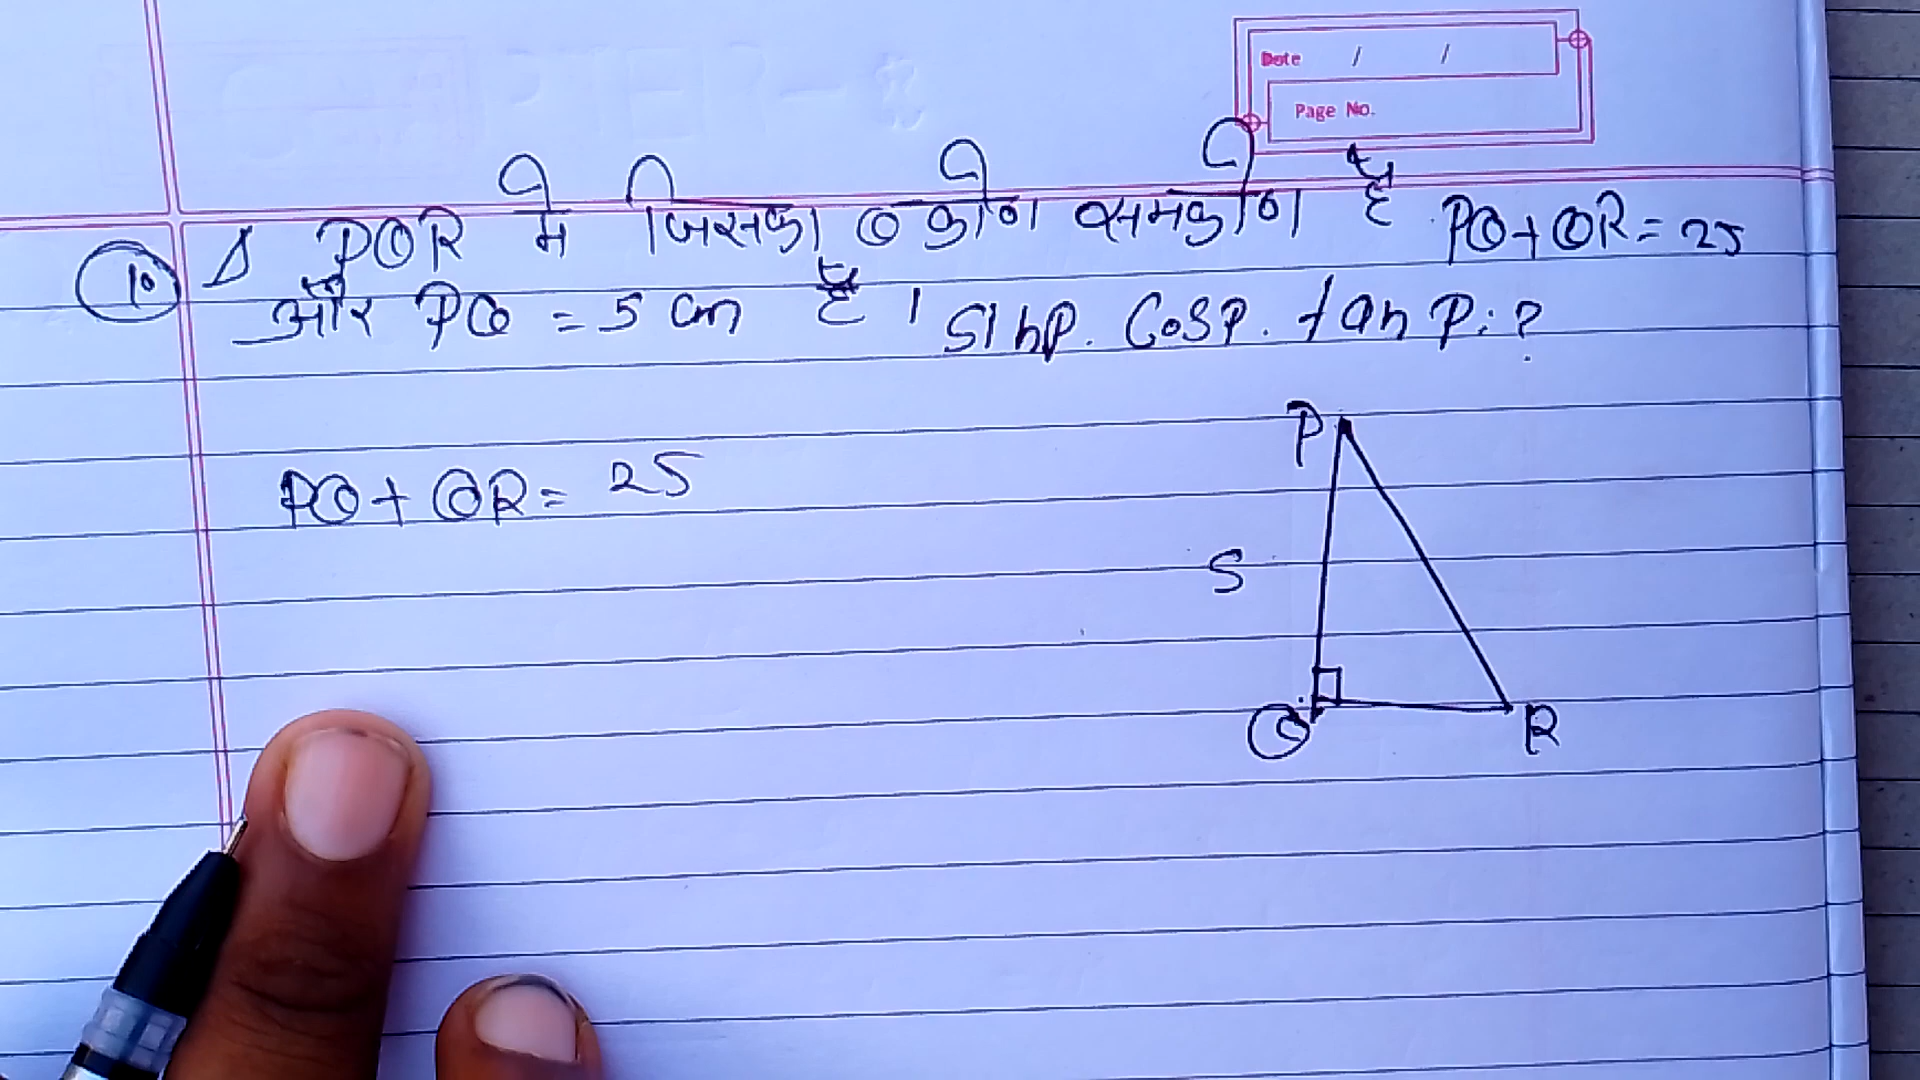 Date / /
Page No.
10 Δ PQR में जिसका Q कोण समकोण है PQ+QR=25
और PQ = 5 cm है । Sinp. Cosp. tan P. ?
PQ + QR = 25
P
5
Q R